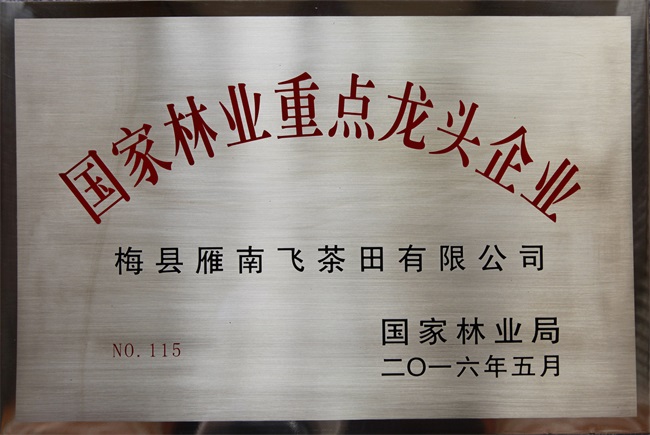 国家林业重点龙头企业
梅县雁南飞茶田有限公司
国家林业局
NO.115
二〇一六年五月